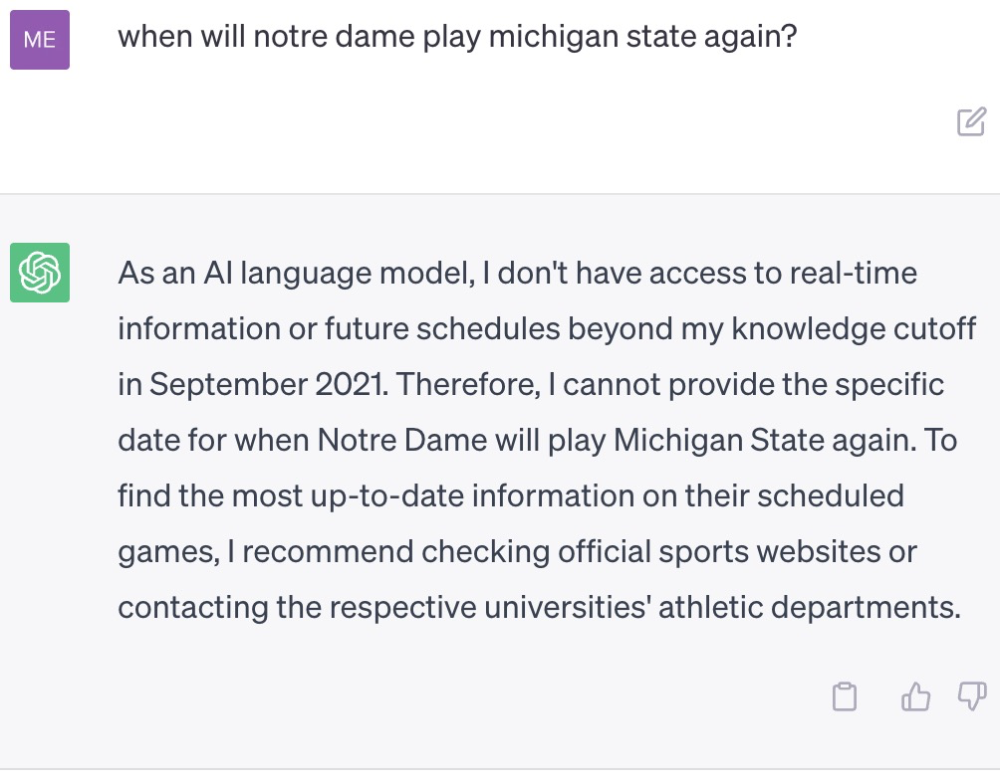 ME
when will notre dame play michigan state again?
As an AI language model, I don't have access to real-time
information or future schedules beyond my knowledge cutoff
in September 2021. Therefore, I cannot provide the specific
date for when Notre Dame will play Michigan State again. To
find the most up-to-date information on their scheduled
games, I recommend checking official sports websites or
contacting the respective universities' athletic departments.